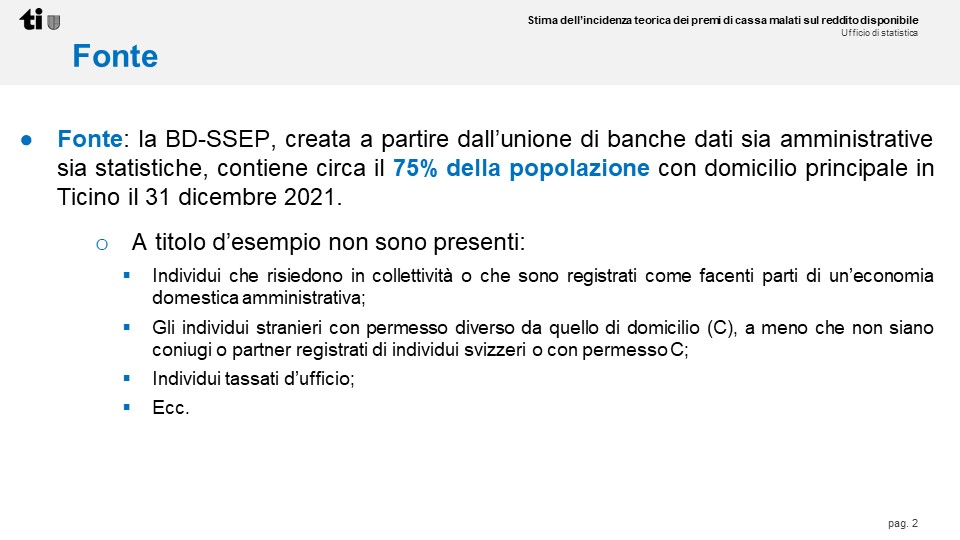 ti
Stima dell’incidenza teorica dei premi di cassa malati sul reddito disponibile
Ufficio di statistica
Fonte
● Fonte: la BD-SSEP, creata a partire dall’unione di banche dati sia amministrative
sia statistiche, contiene circa il 75% della popolazione con domicilio principale in
Ticino il 31 dicembre 2021.
o A titolo d’esempio non sono presenti:
▪ Individui che risiedono in collettività o che sono registrati come facenti parti di un’economia
domestica amministrativa;
▪ Gli individui stranieri con permesso diverso da quello di domicilio (C), a meno che non siano
coniugi o partner registrati di individui svizzeri o con permesso C;
▪ Individui tassati d’ufficio;
▪ Ecc.
pag. 2